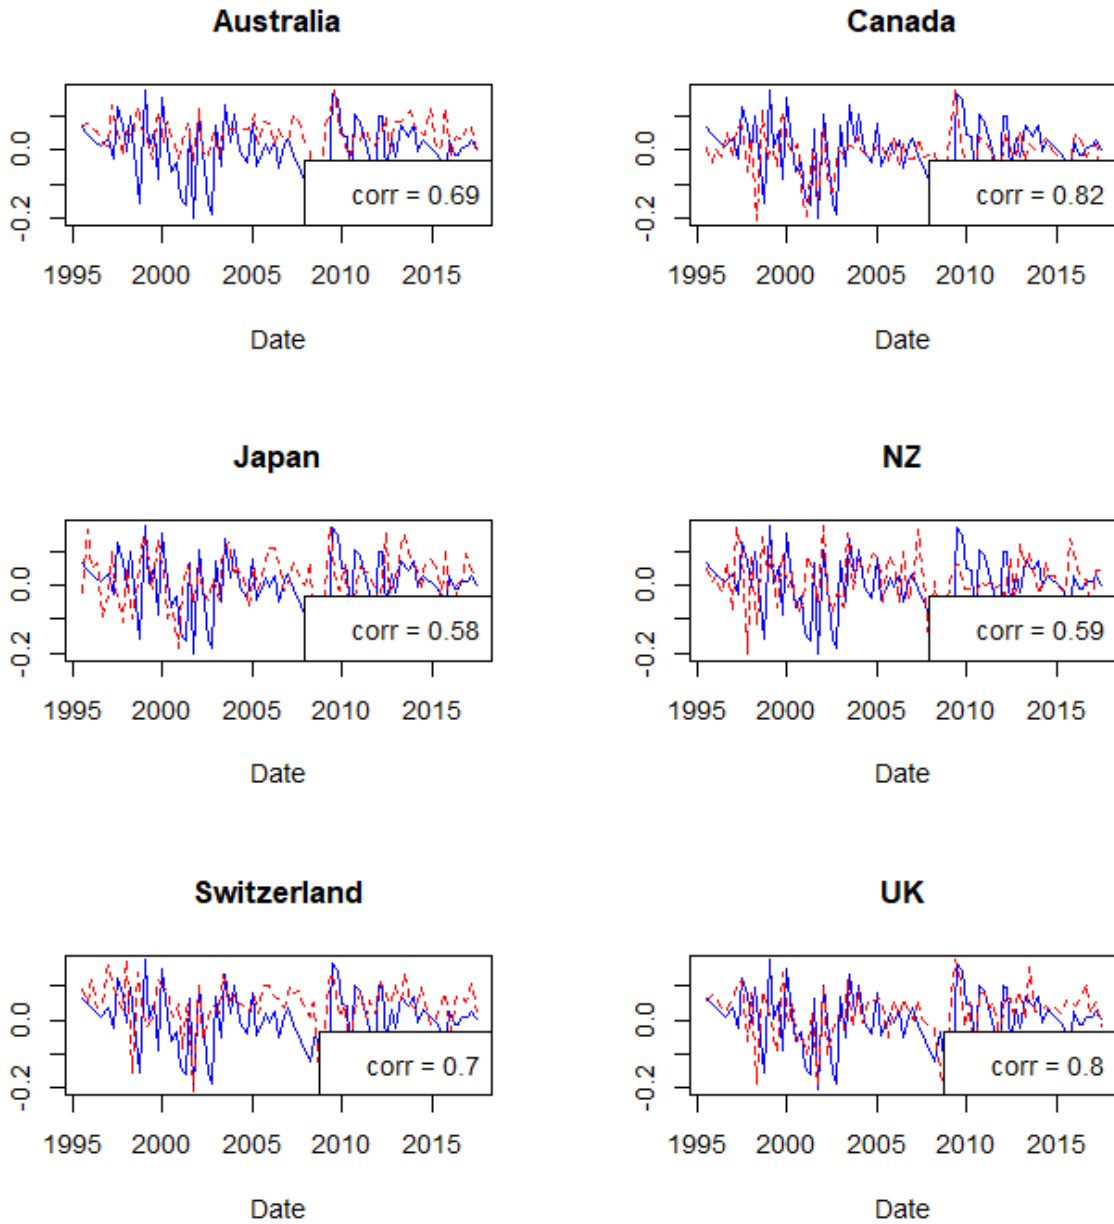 Australia
0.0
-0.2
corr = 0.69
1995 2000 2005 2010 2015
Date
Canada
0.0
-0.2
corr = 0.82
1995 2000 2005 2010 2015
Date
Japan
0.0
-0.2
corr = 0.58
1995 2000 2005 2010 2015
Date
NZ
0.0
-0.2
corr = 0.59
1995 2000 2005 2010 2015
Date
Switzerland
0.0
-0.2
corr = 0.7
1995 2000 2005 2010 2015
Date
UK
0.0
-0.2
corr = 0.8
1995 2000 2005 2010 2015
Date